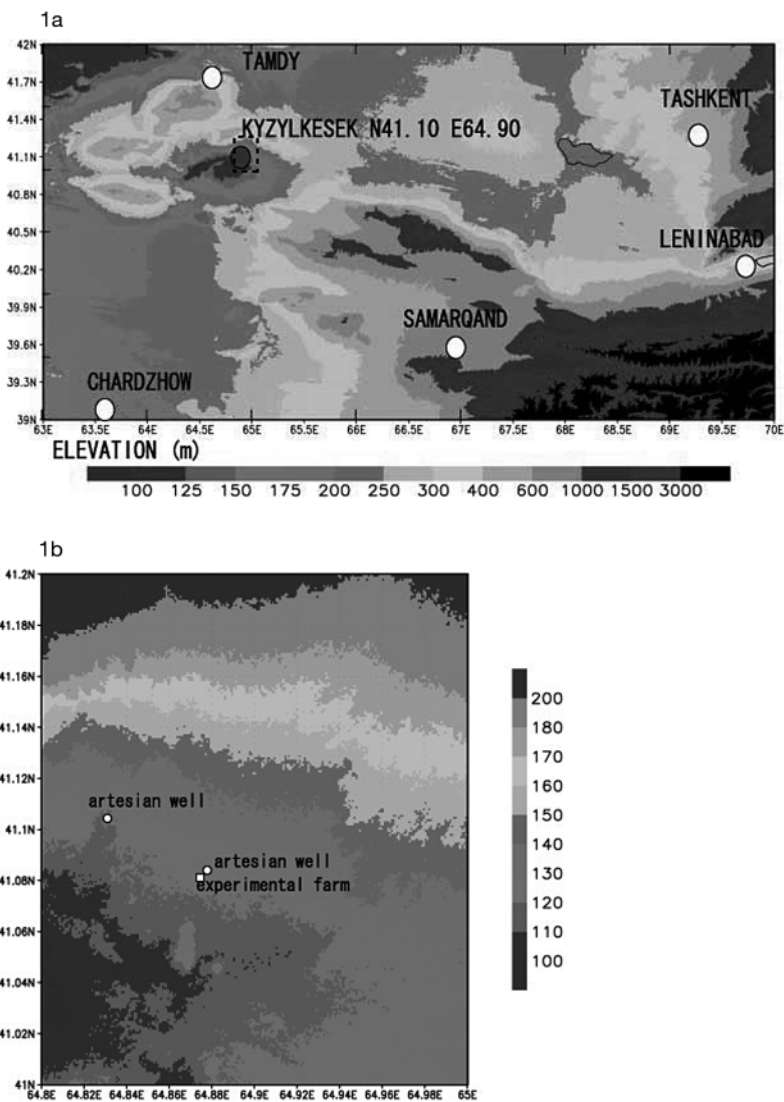 1a
42N
41.7N
41.4N
41.1N
40.8N
40.5N
40.2N
39.9N
39.6N
39.3N
39N
TAMDY
TASHKENT
KYZYLKESEK N41.10 E64.90
LENINABAD
SAMARQAND
CHARDZHOW
63E 63.5E 64E 64.5E 65E 65.5E 66E 66.5E 67E 67.5E 68E 68.5E 69E 69.5E 70E
ELEVATION (m)
100 125 150 175 200 250 300 400 600 1000 1500 3000
1b
41.2N
41.18N
41.16N
41.14N
41.12N
41.1N
41.08N
41.06N
41.04N
41.02N
41N
artesian well
artesian well
experimental farm
64.8E 64.82E 64.84E 64.86E 64.88E 64.9E 64.92E 64.94E 64.96E 64.98E 65E
200
180
170
160
150
140
130
120
110
100